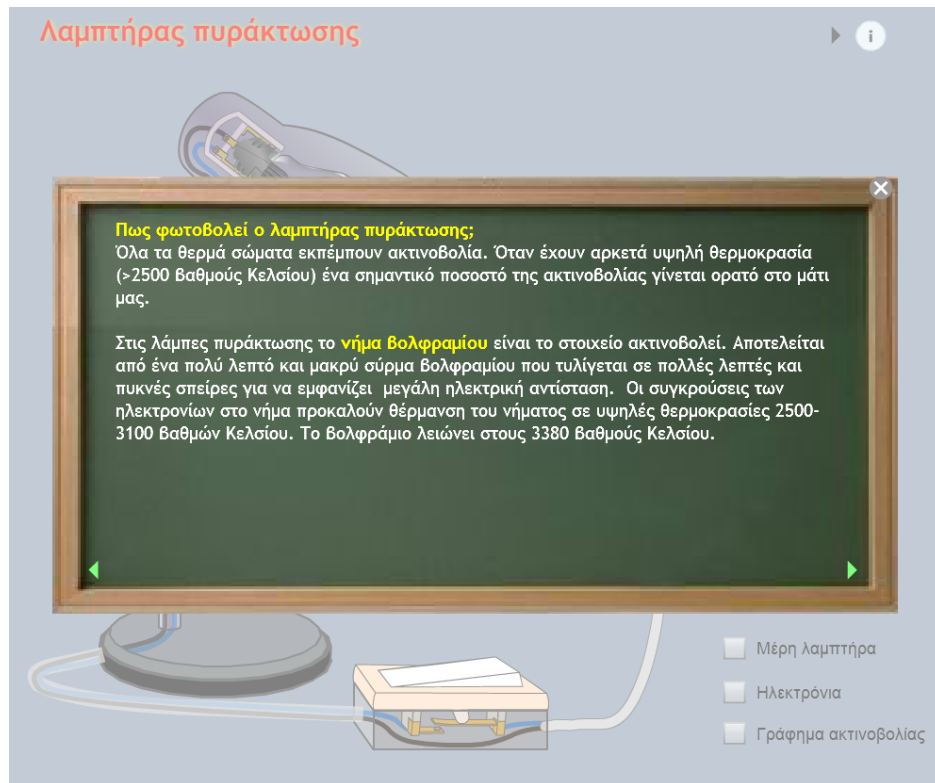 Λαμπτήρας πυράκτωσης
i
Πως φωτοβολεί ο λαμπτήρας πυράκτωσης;
Όλα τα θερμά σώματα εκπέμπουν ακτινοβολία. Όταν έχουν αρκετά υψηλή θερμοκρασία
(>2500 βαθμούς Κελσίου) ένα σημαντικό ποσοστό της ακτινοβολίας γίνεται ορατό στο μάτι
μας.
Στις λάμπες πυράκτωσης το νήμα βολφραμίου είναι το στοιχείο ακτινοβολεί. Αποτελείται
από ένα πολύ λεπτό και μακρύ σύρμα βολφραμίου που τυλίγεται σε πολλές λεπτές και
πυκνές σπείρες για να εμφανίζει μεγάλη ηλεκτρική αντίσταση. Οι συγκρούσεις των
ηλεκτρονίων στο νήμα προκαλούν θέρμανση του νήματος σε υψηλές θερμοκρασίες 2500-
3100 βαθμών Κελσίου. Το βολφράμιο λειώνει στους 3380 βαθμούς Κελσίου.
Μέρη λαμπτήρα
Ηλεκτρόνια
Γράφημα ακτινοβολίας